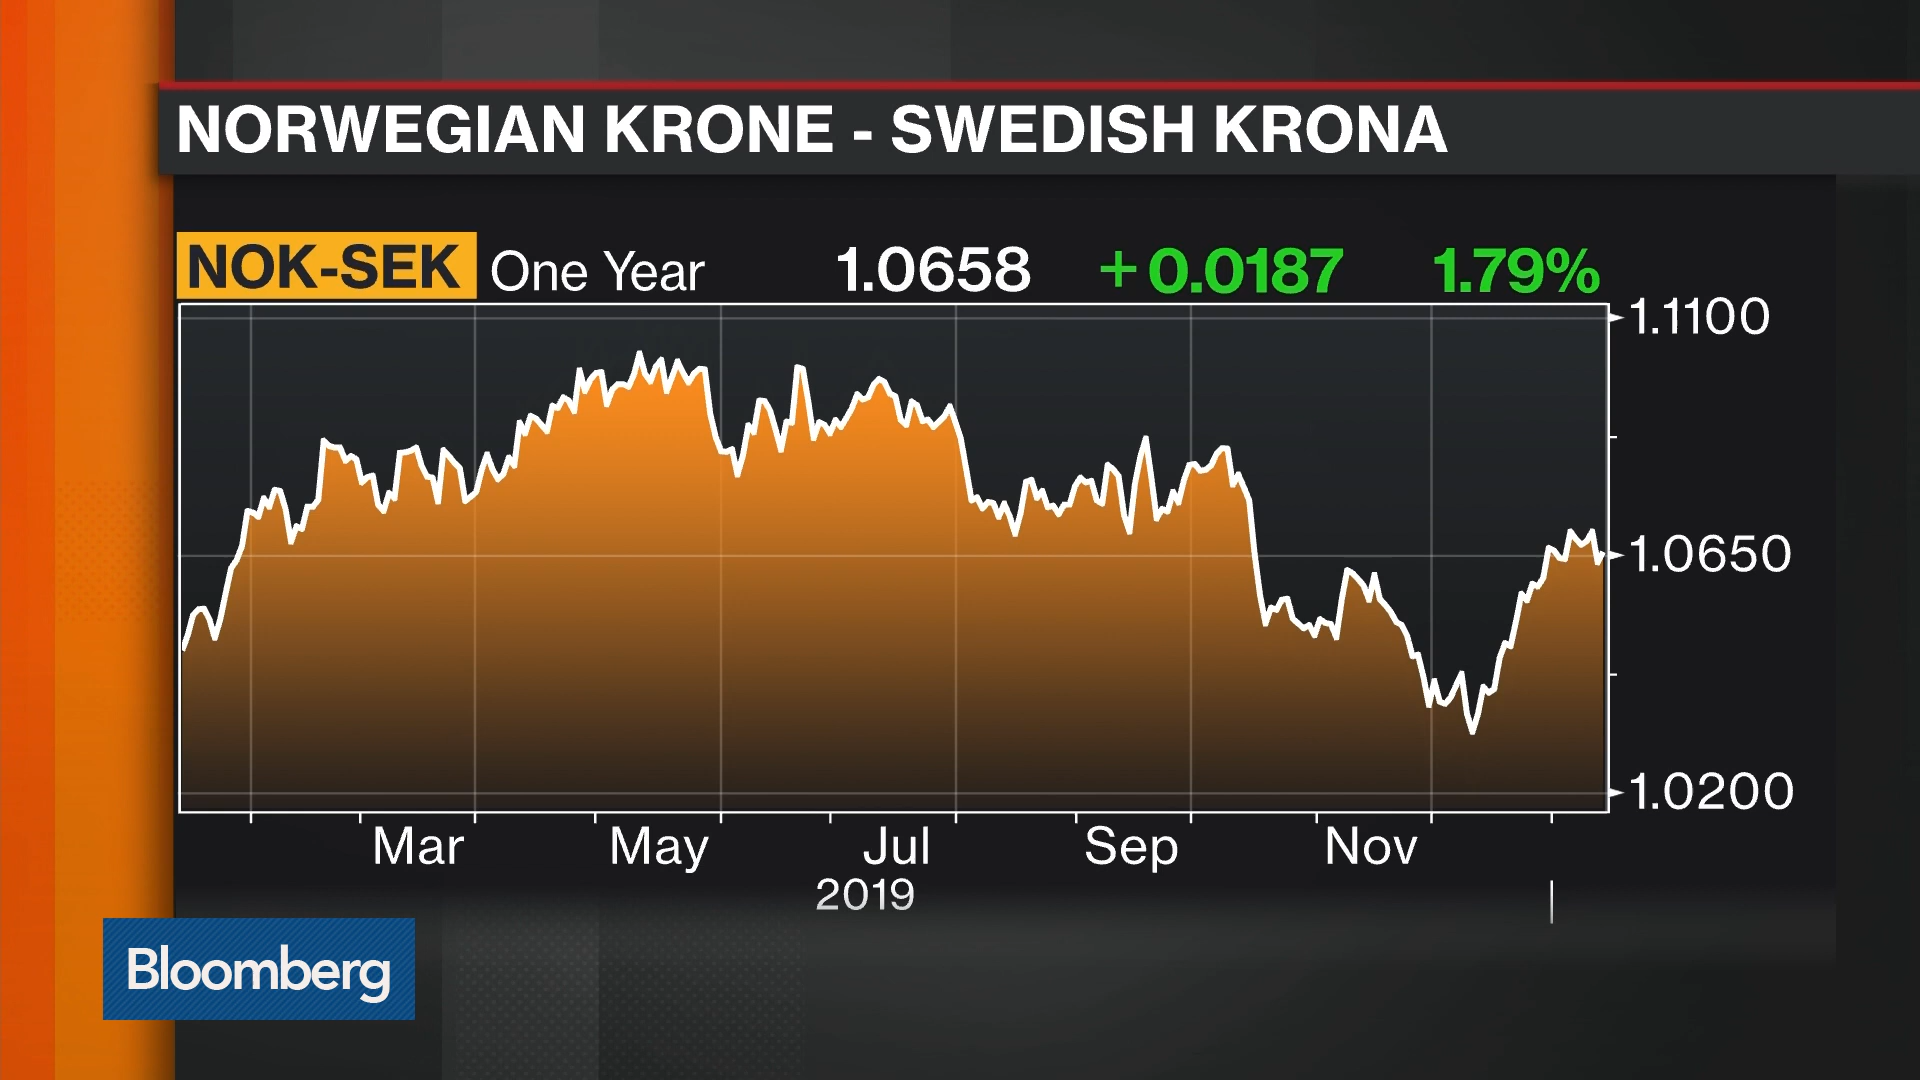 NORWEGIAN KRONE - SWEDISH KRONA
NOK-SEK One Year 1.0658 +0.0187 1.79%
1.1100
1.0650
1.0200
Mar May Jul Sep Nov
2019
Bloomberg